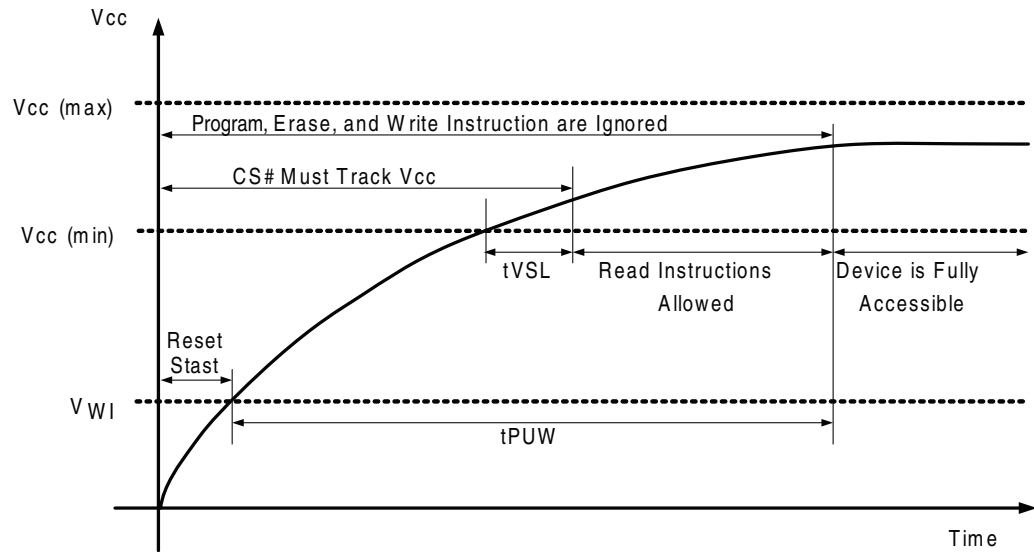 Vcc
Vcc (max)
Program, Erase, and Write Instruction are Ignored
CS# Must Track Vcc
Vcc (min)
tVSL
Read Instructions
Allowed
Device is Fully
Accessible
Reset
Stast
VWI
tPUW
Time